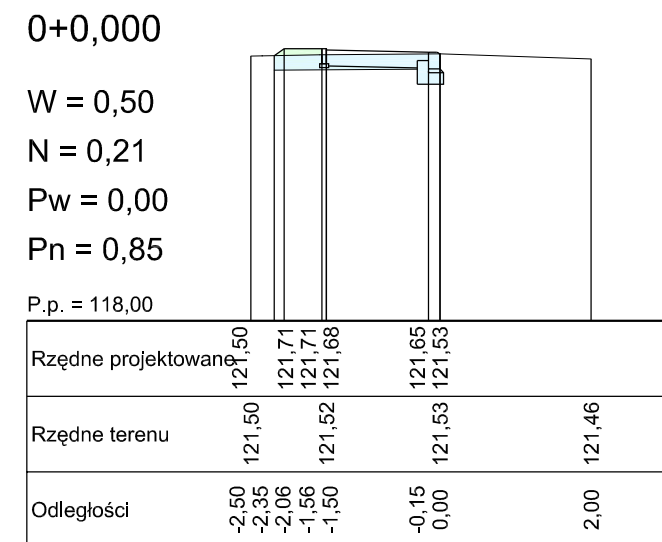 0+0,000
W = 0,50
N = 0,21
Pw = 0,00
Pn = 0,85
P.p. = 118,00
Rzędne projektowane 121,50 121,71 121,71 121,68 121,65 121,53
Rzędne terenu 121,50 121,52 121,53 121,46
Odległości -2,50 -2,35 -2,06 -1,56 -1,50 -0,15 0,00 2,00